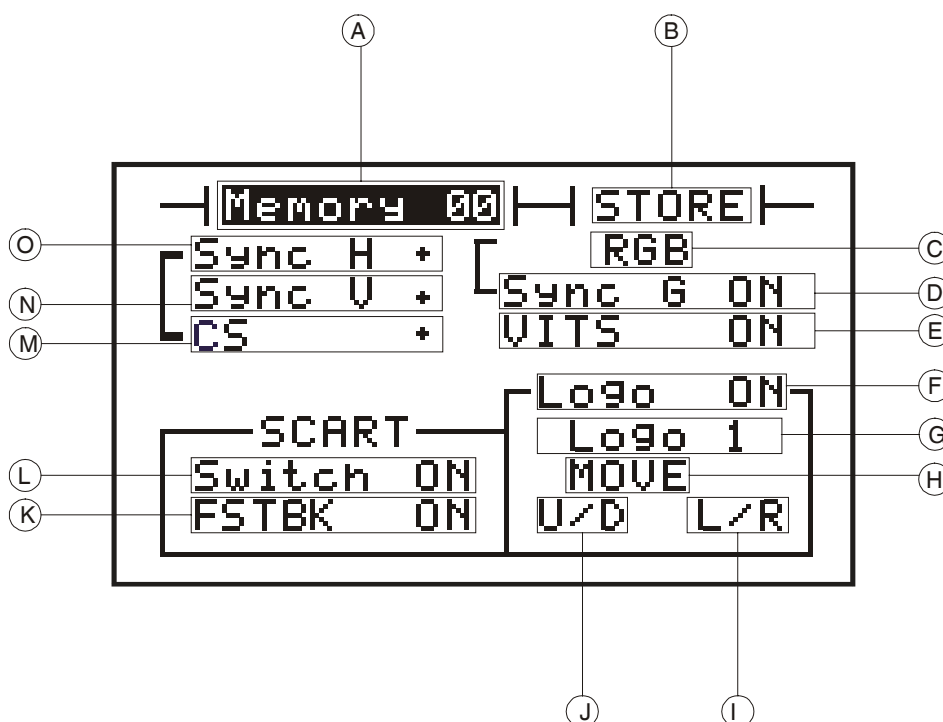 A B
Memory 00 STORE
O Sync H + RGB C
N Sync V + Sync G ON D
M CS + VITS ON E
Logo ON F
SCART Logo 1 G
L Switch ON MOVE H
K FSTBK ON U/D L/R
J I